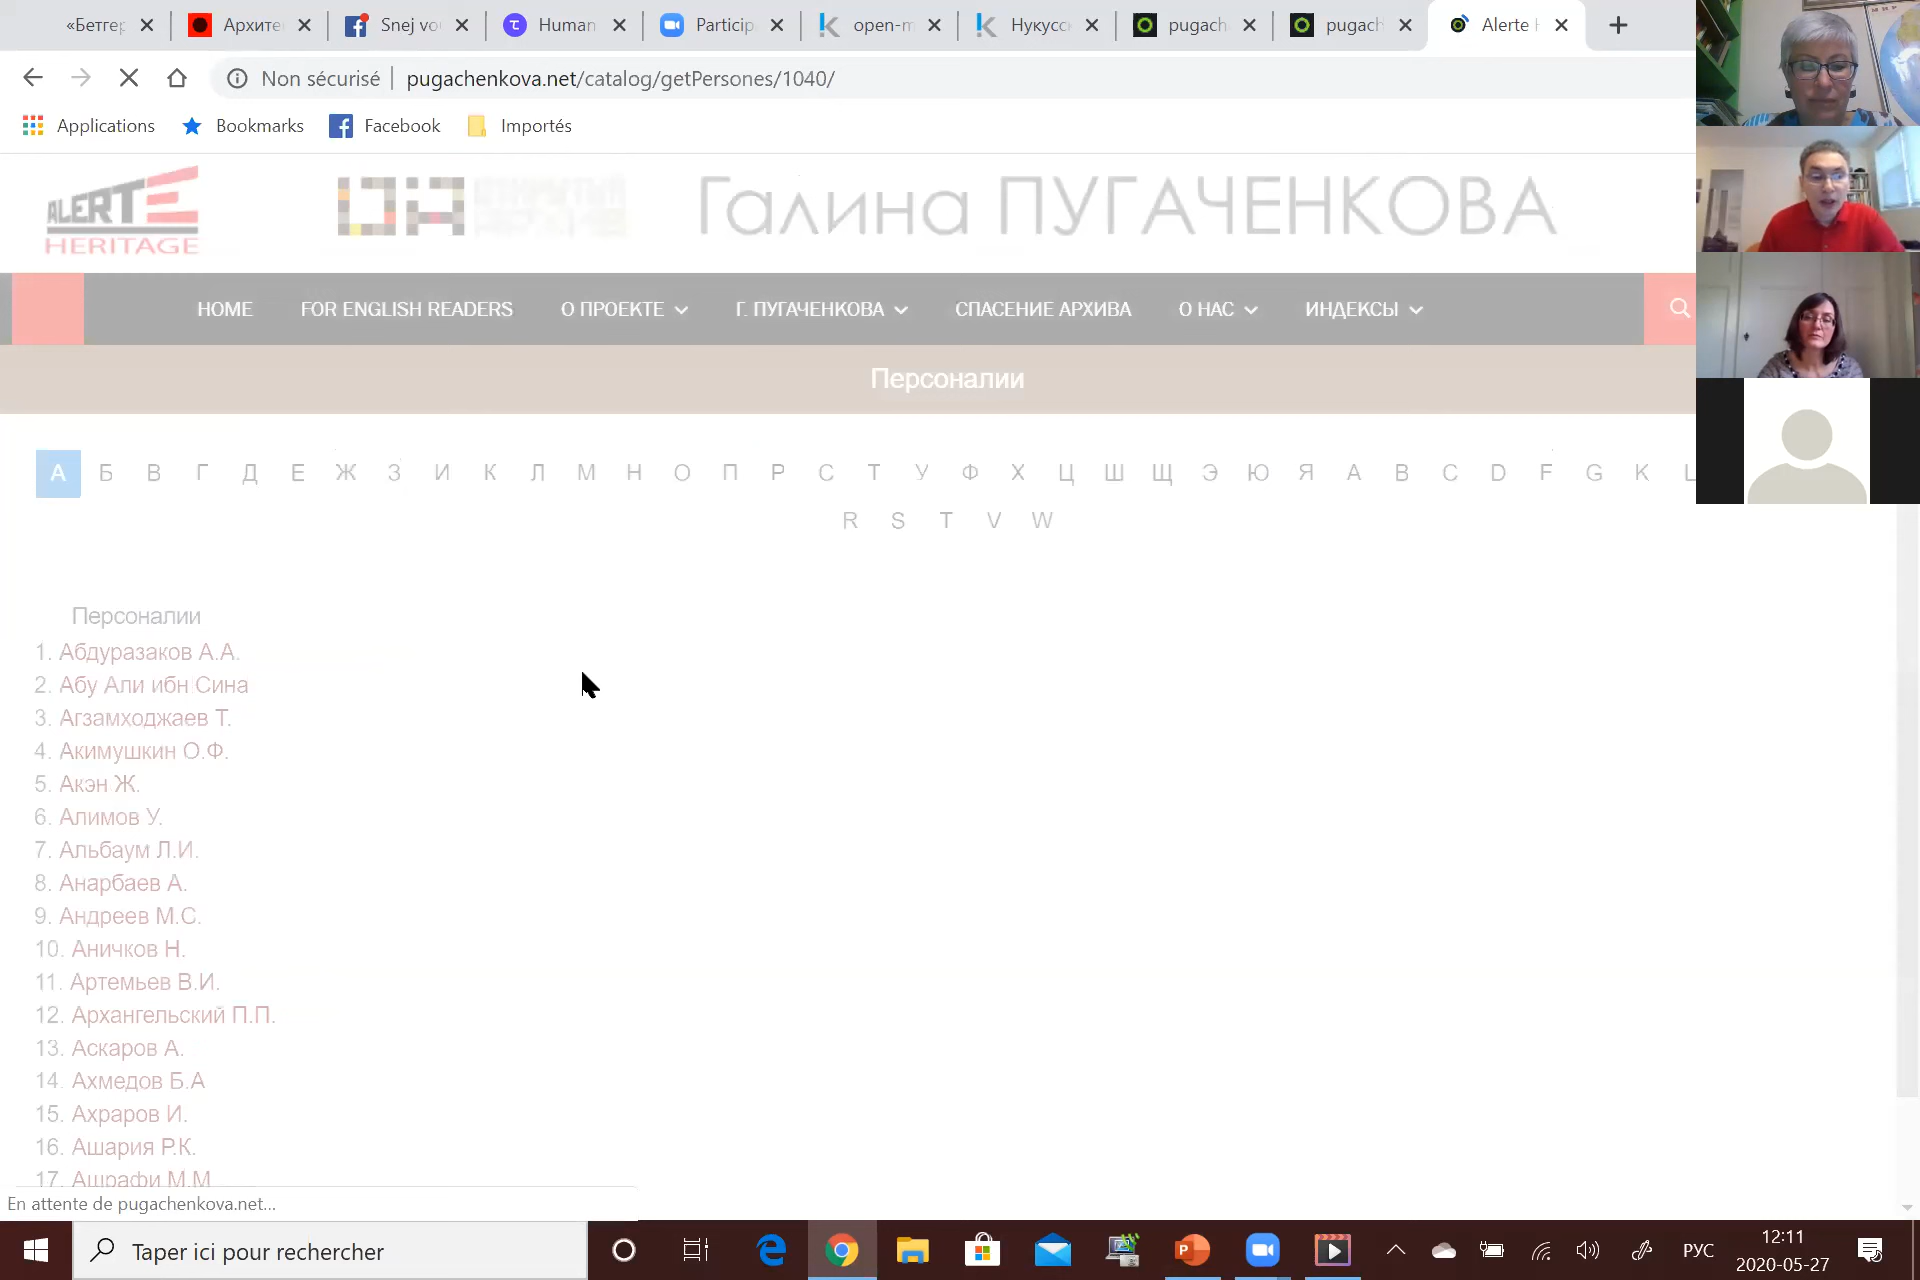 «Бетгер
Архите
Snej vo
Human
Particip
open-m
Нукусск
pugach
pugach
Alerte H
Non sécurisé
pugachenkova.net/catalog/getPersones/1040/
Applications
Bookmarks
Facebook
Importés
ALERTE
HERITAGE
ОТКРЫТЫЙ
АРХИВ
Галина ПУГАЧЕНКОВА
HOME
FOR ENGLISH READERS
О ПРОЕКТЕ
Г. ПУГАЧЕНКОВА
СПАСЕНИЕ АРХИВА
О НАС
ИНДЕКСЫ
Персоналии
А Б В Г Д Е Ж З И К Л М Н О П Р С Т У Ф Х Ц Ш Щ Э Ю Я A B C D F G K L
R S T V W
Персоналии
1. Абдуразаков А.А.
2. Абу Али ибн Сина
3. Агзамходжаев Т.
4. Акимушкин О.Ф.
5. Акэн Ж.
6. Алимов У.
7. Альбаум Л.И.
8. Анарбаев А.
9. Андреев М.С.
10. Аничков Н.
11. Артемьев В.И.
12. Архангельский П.П.
13. Аскаров А.
14. Ахмедов Б.А
15. Ахраров И.
16. Ашария Р.К.
17. Ашрафи М.М
En attente de pugachenkova.net...
Taper ici pour rechercher
РУС
12:11
2020-05-27